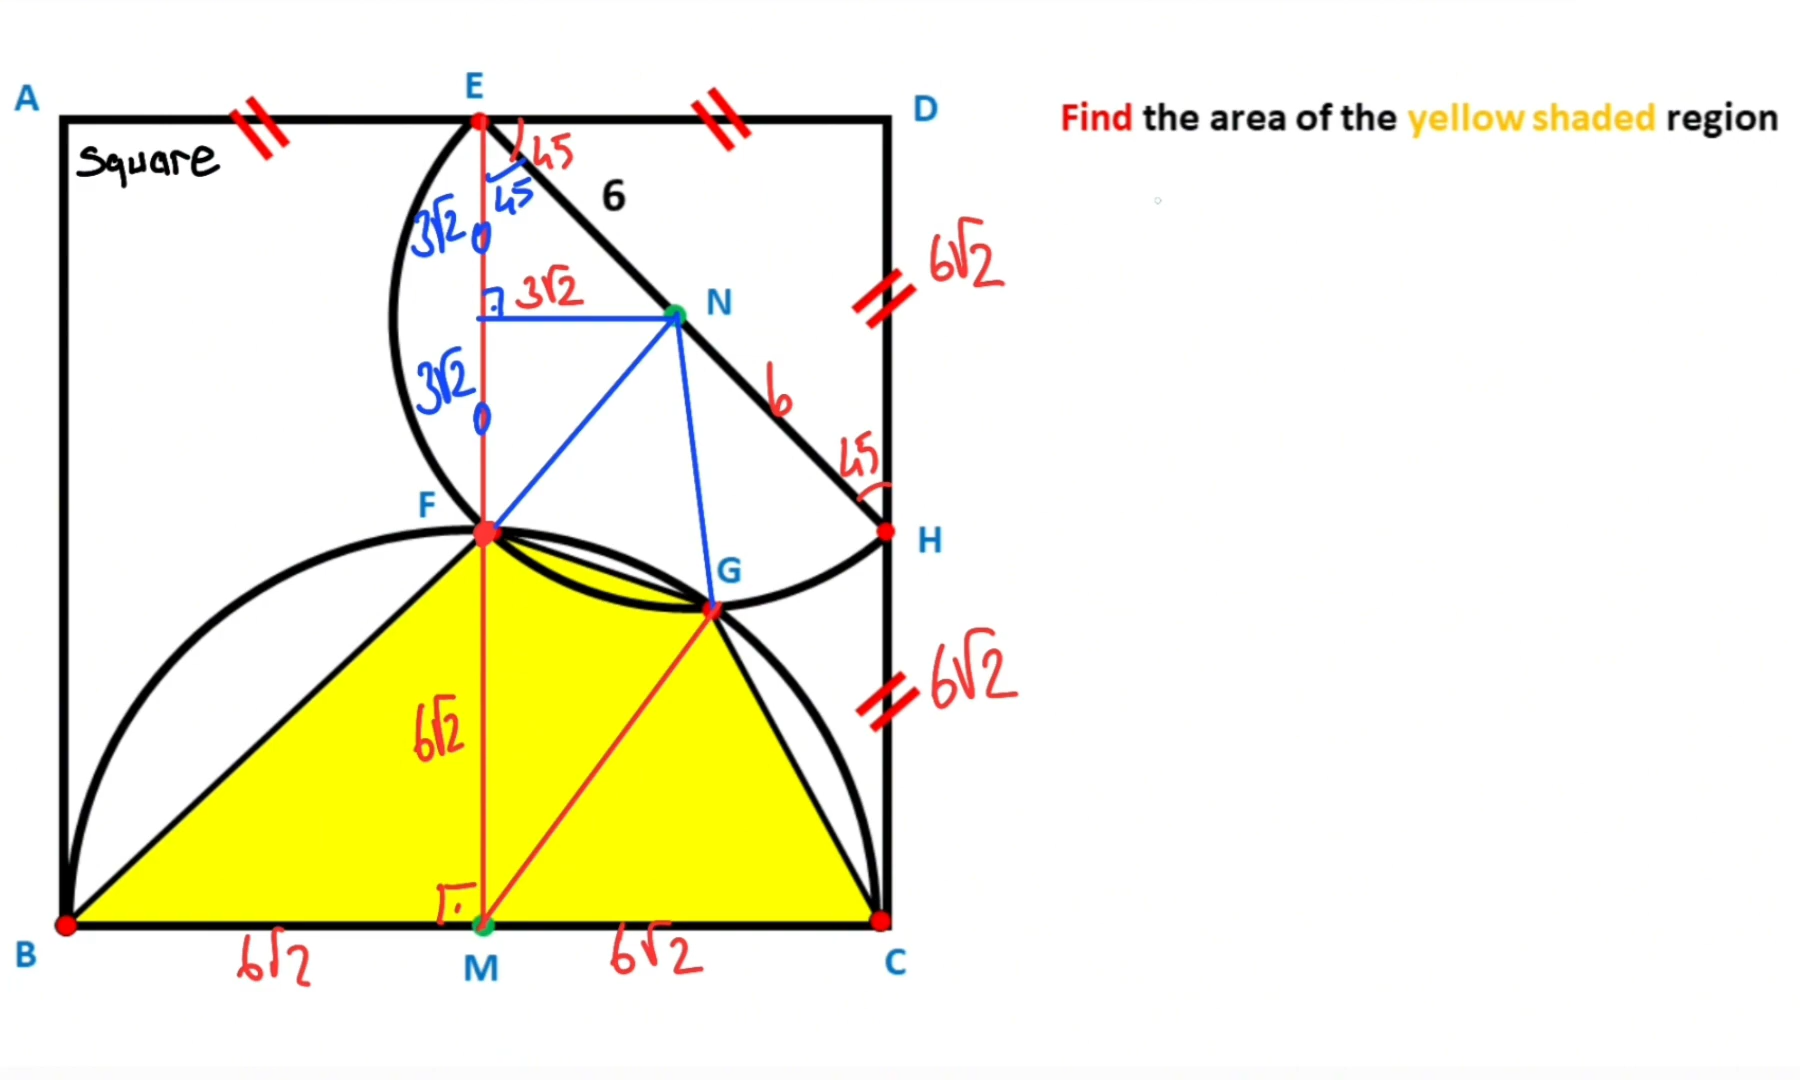 E
A
D
Find the area of the yellow shaded region
Square
45
45
6
3√2
6√2
3√2
N
3√2
6
45
F
H
G
6√2
6√2
B
6√2
M
6√2
C